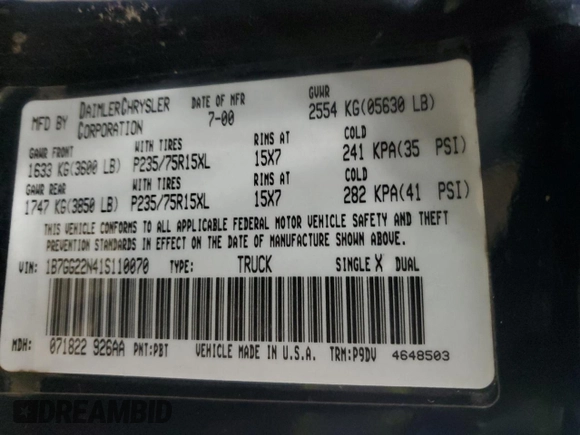 MFD BY DAIMLERCHRYSLER CORPORATION DATE OF MFR 7-00 GVWR 2554 KG(05630 LB)
GAWR FRONT WITH TIRES RIMS AT COLD
1633 KG(3600 LB) P235/75R15XL 15X7 241 KPA(35 PSI)
GAWR REAR WITH TIRES RIMS AT COLD
1747 KG(3850 LB) P235/75R15XL 15X7 282 KPA(41 PSI)
THIS VEHICLE CONFORMS TO ALL APPLICABLE FEDERAL MOTOR VEHICLE SAFETY AND THEFT
PREVENTION STANDARDS IN EFFECT ON THE DATE OF MANUFACTURE SHOWN ABOVE.
VIN: 1B7GG22N41S110070 TYPE: TRUCK SINGLE X DUAL
MDH: 071822 926AA PNT:PBT VEHICLE MADE IN U.S.A. TRM:P9DV 4648503
DREAMBID